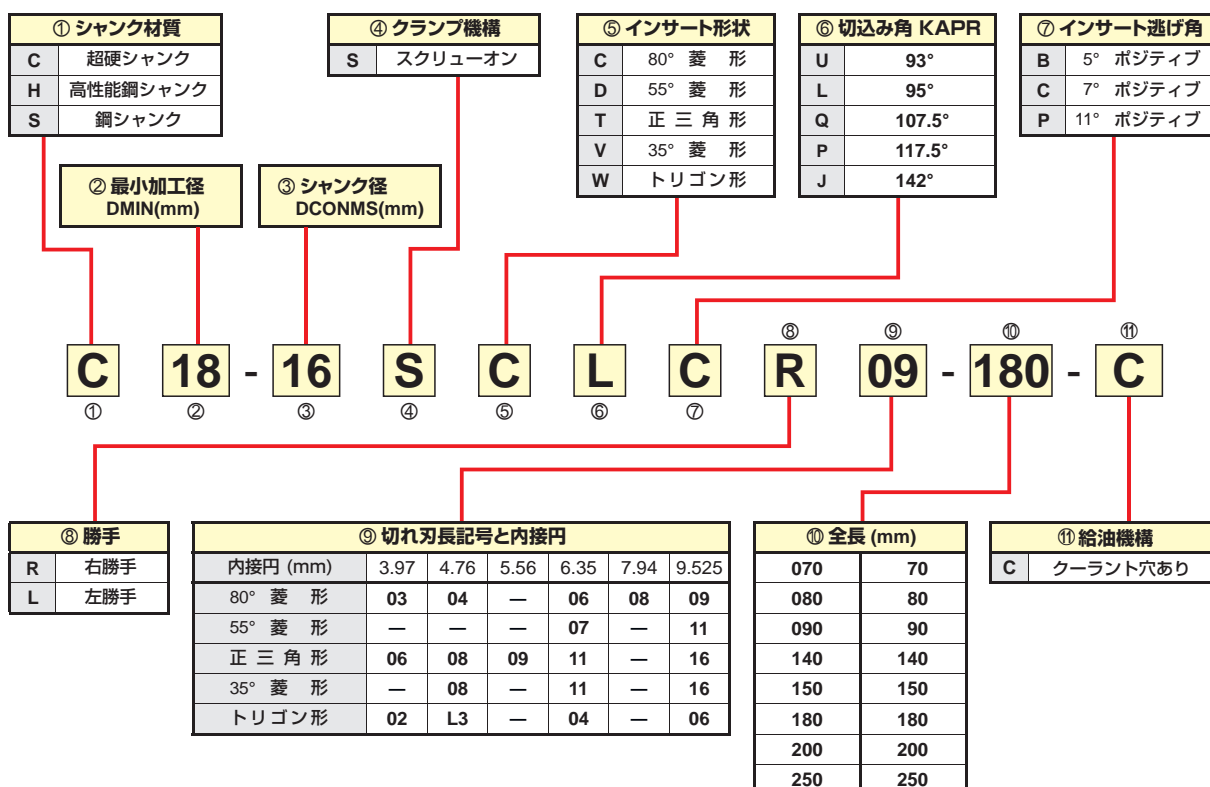 ① シャンク材質
C 超硬シャンク
H 高性能鋼シャンク
S 鋼シャンク
④ クランプ機構
S スクリューオン
⑤ インサート形状
C 80° 菱 形
D 55° 菱 形
T 正 三 角 形
V 35° 菱 形
W トリゴン形
⑥ 切込み角 KAPR
U 93°
L 95°
Q 107.5°
P 117.5°
J 142°
⑦ インサート逃げ角
B 5° ポジティブ
C 7° ポジティブ
P 11° ポジティブ
② 最小加工径
DMIN(mm)
③ シャンク径
DCONMS(mm)
⑧ ⑨ ⑩ ⑪
C 18 - 16 S C L C R 09 - 180 - C
① ② ③ ④ ⑤ ⑥ ⑦
⑧ 勝手
R 右勝手
L 左勝手
⑨ 切れ刃長記号と内接円
内接円 (mm) 3.97 4.76 5.56 6.35 7.94 9.525
80° 菱 形 03 04 — 06 08 09
55° 菱 形 — — — 07 — 11
正 三 角 形 06 08 09 11 — 16
35° 菱 形 — 08 — 11 — 16
トリゴン形 02 L3 — 04 — 06
⑩ 全長 (mm)
070 70
080 80
090 90
140 140
150 150
180 180
200 200
250 250
⑪ 給油機構
C クーラント穴あり